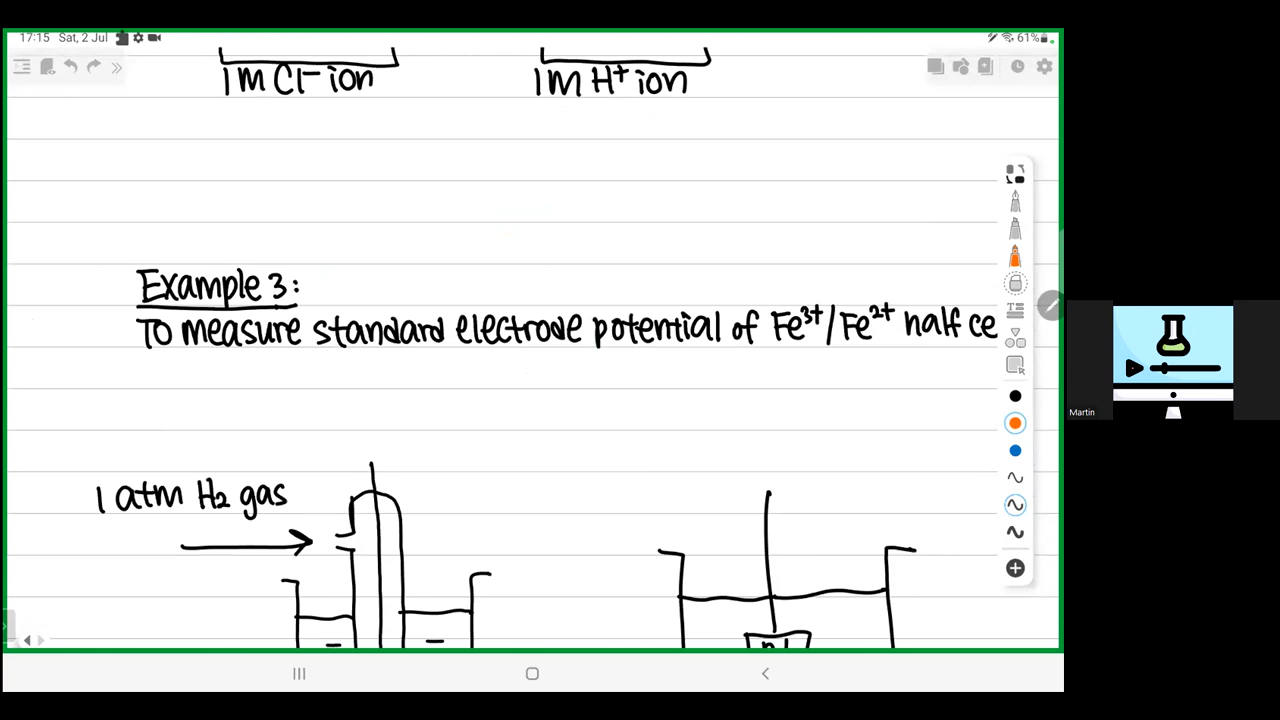 17:15 Sat, 2 Jul
61%
1M Cl⁻ ion
1M H⁺ ion
Example 3:
To measure standard electrode potential of Fe³⁺/Fe²⁺ half ce
1 atm H₂ gas
Martin